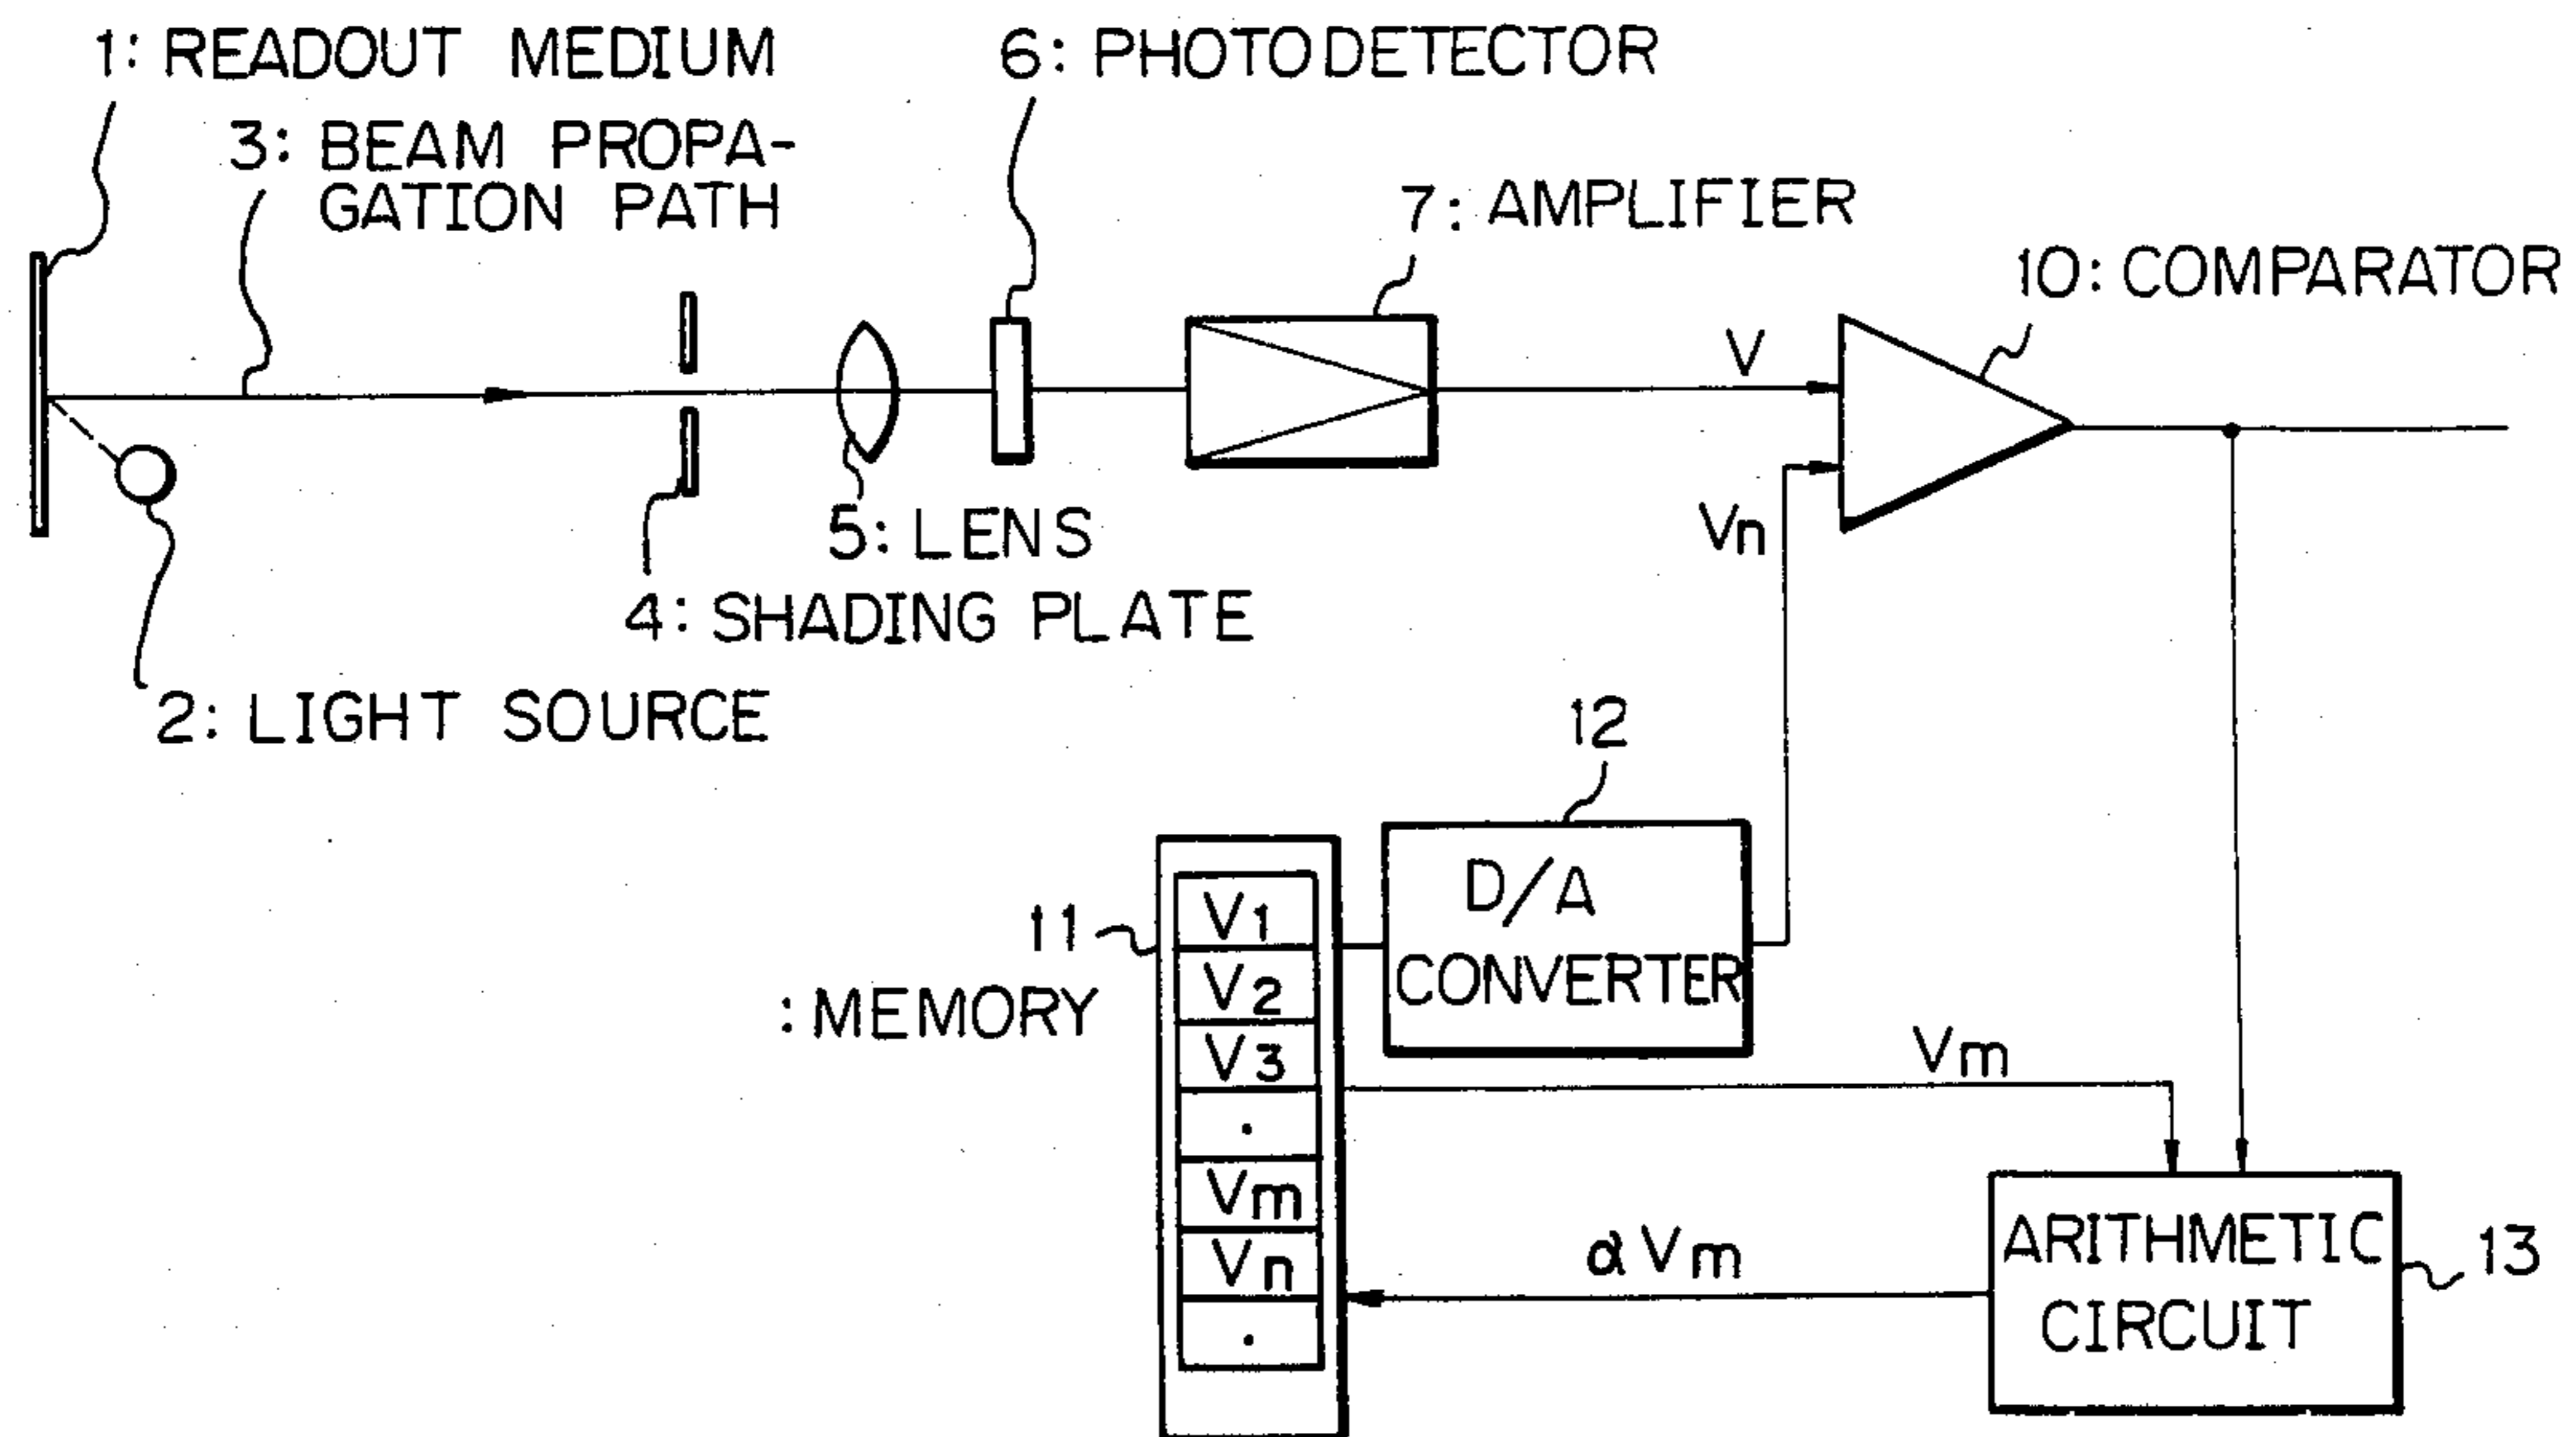 1: READOUT MEDIUM
6: PHOTODETECTOR
3: BEAM PROPA-
GATION PATH
7: AMPLIFIER
10: COMPARATOR
V
Vn
5: LENS
4: SHADING PLATE
2: LIGHT SOURCE
12
D/A
CONVERTER
11
: MEMORY
V1
V2
V3
.
Vm
Vn
.
Vm
αVm
ARITHMETIC
CIRCUIT
13